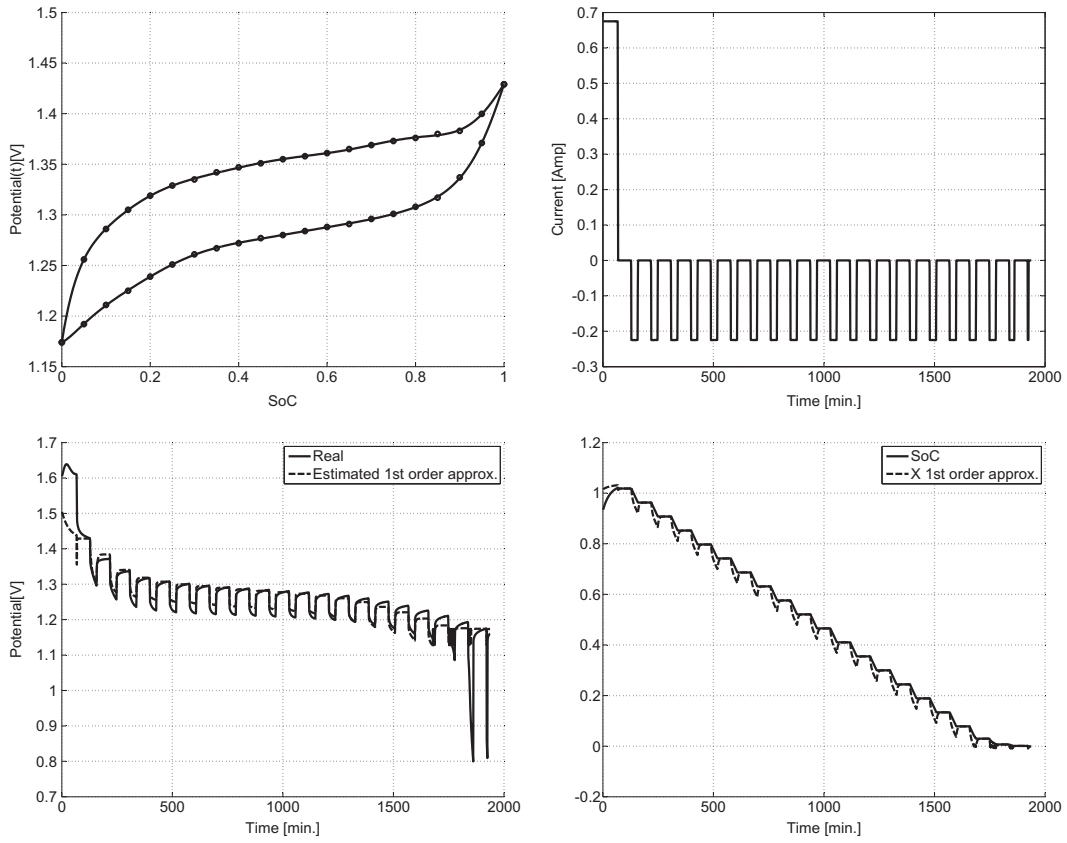 1.5
1.45
1.4
1.35
1.3
1.25
1.2
1.15
0 0.2 0.4 0.6 0.8 1
SoC
Potential(t)[V]
0.7
0.6
0.5
0.4
0.3
0.2
0.1
0
-0.1
-0.2
-0.3
0 500 1000 1500 2000
Time [min.]
Current [Amp]
1.7
1.6
1.5
1.4
1.3
1.2
1.1
1
0.9
0.8
0.7
0 500 1000 1500 2000
Time [min.]
Potential[V]
Real
Estimated 1st order approx.
1.2
1
0.8
0.6
0.4
0.2
0
-0.2
0 500 1000 1500 2000
Time [min.]
SoC
X 1st order approx.